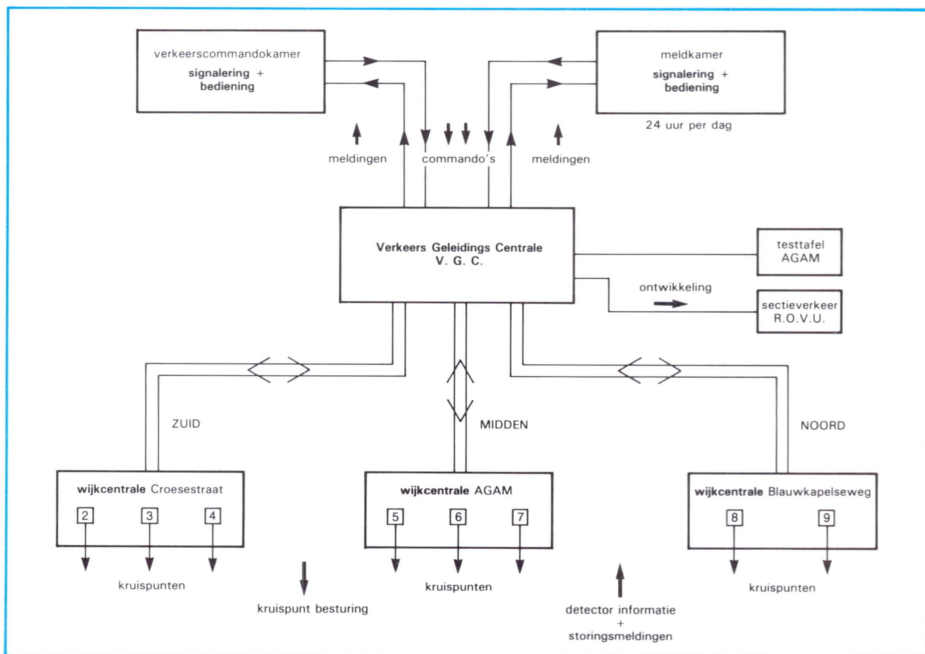 verkeerscommandokamer
signalering +
bediening
meldkamer
signalering +
bediening
24 uur per dag
meldingen
commando's
meldingen
Verkeers Geleidings Centrale
V. G. C.
testtafel
AGAM
ontwikkeling
sectieverkeer
R.O.V.U.
ZUID
MIDDEN
NOORD
wijkcentrale Croesestraat
2 3 4
wijkcentrale AGAM
5 6 7
wijkcentrale Blauwkapelseweg
8 9
kruispunten
kruispunten
kruispunten
kruispunt besturing
detector informatie
+
storingsmeldingen